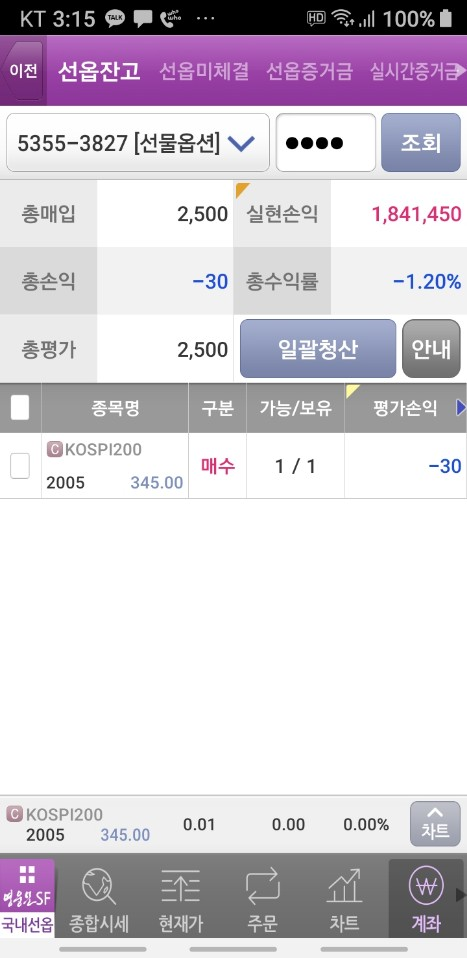 KT 3:15 TALK who who ... HD 100%
이전 선옵잔고 선옵미체결 선옵증거금 실시간증거금
5355-3827 [선물옵션] ●●●● 조회
총매입 2,500 실현손익 1,841,450
총손익 -30 총수익률 -1.20%
총평가 2,500 일괄청산 안내
종목명 구분 가능/보유 평가손익
C KOSPI200
2005 345.00 매수 1 / 1 -30
C KOSPI200
2005 345.00 0.01 0.00 0.00% 차트
영웅문SF
국내선옵 종합시세 현재가 주문 차트 계좌